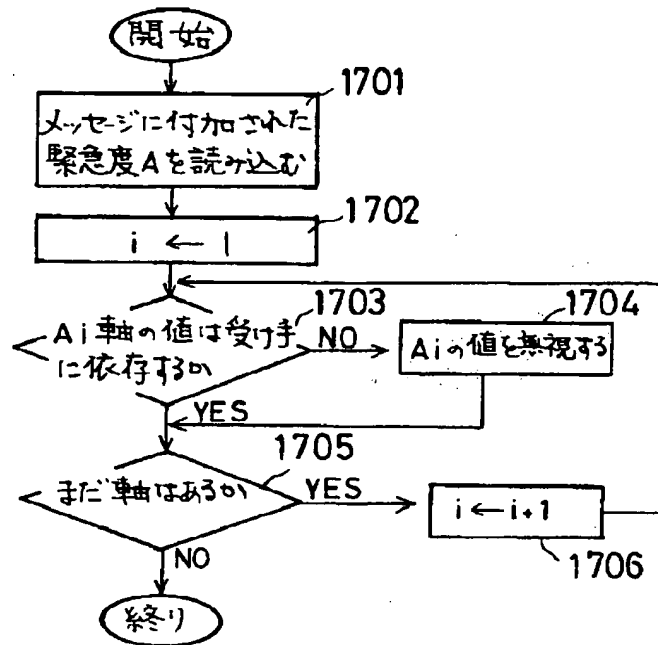 開始
1701
メッセージに付加された
緊急度Aを読み込む
1702
i ← 1
1703
Ai軸の値は受け手
に依存するか
NO
1704
Aiの値を無視する
YES
1705
まだ軸はあるか
YES
i←i+1
1706
NO
終り